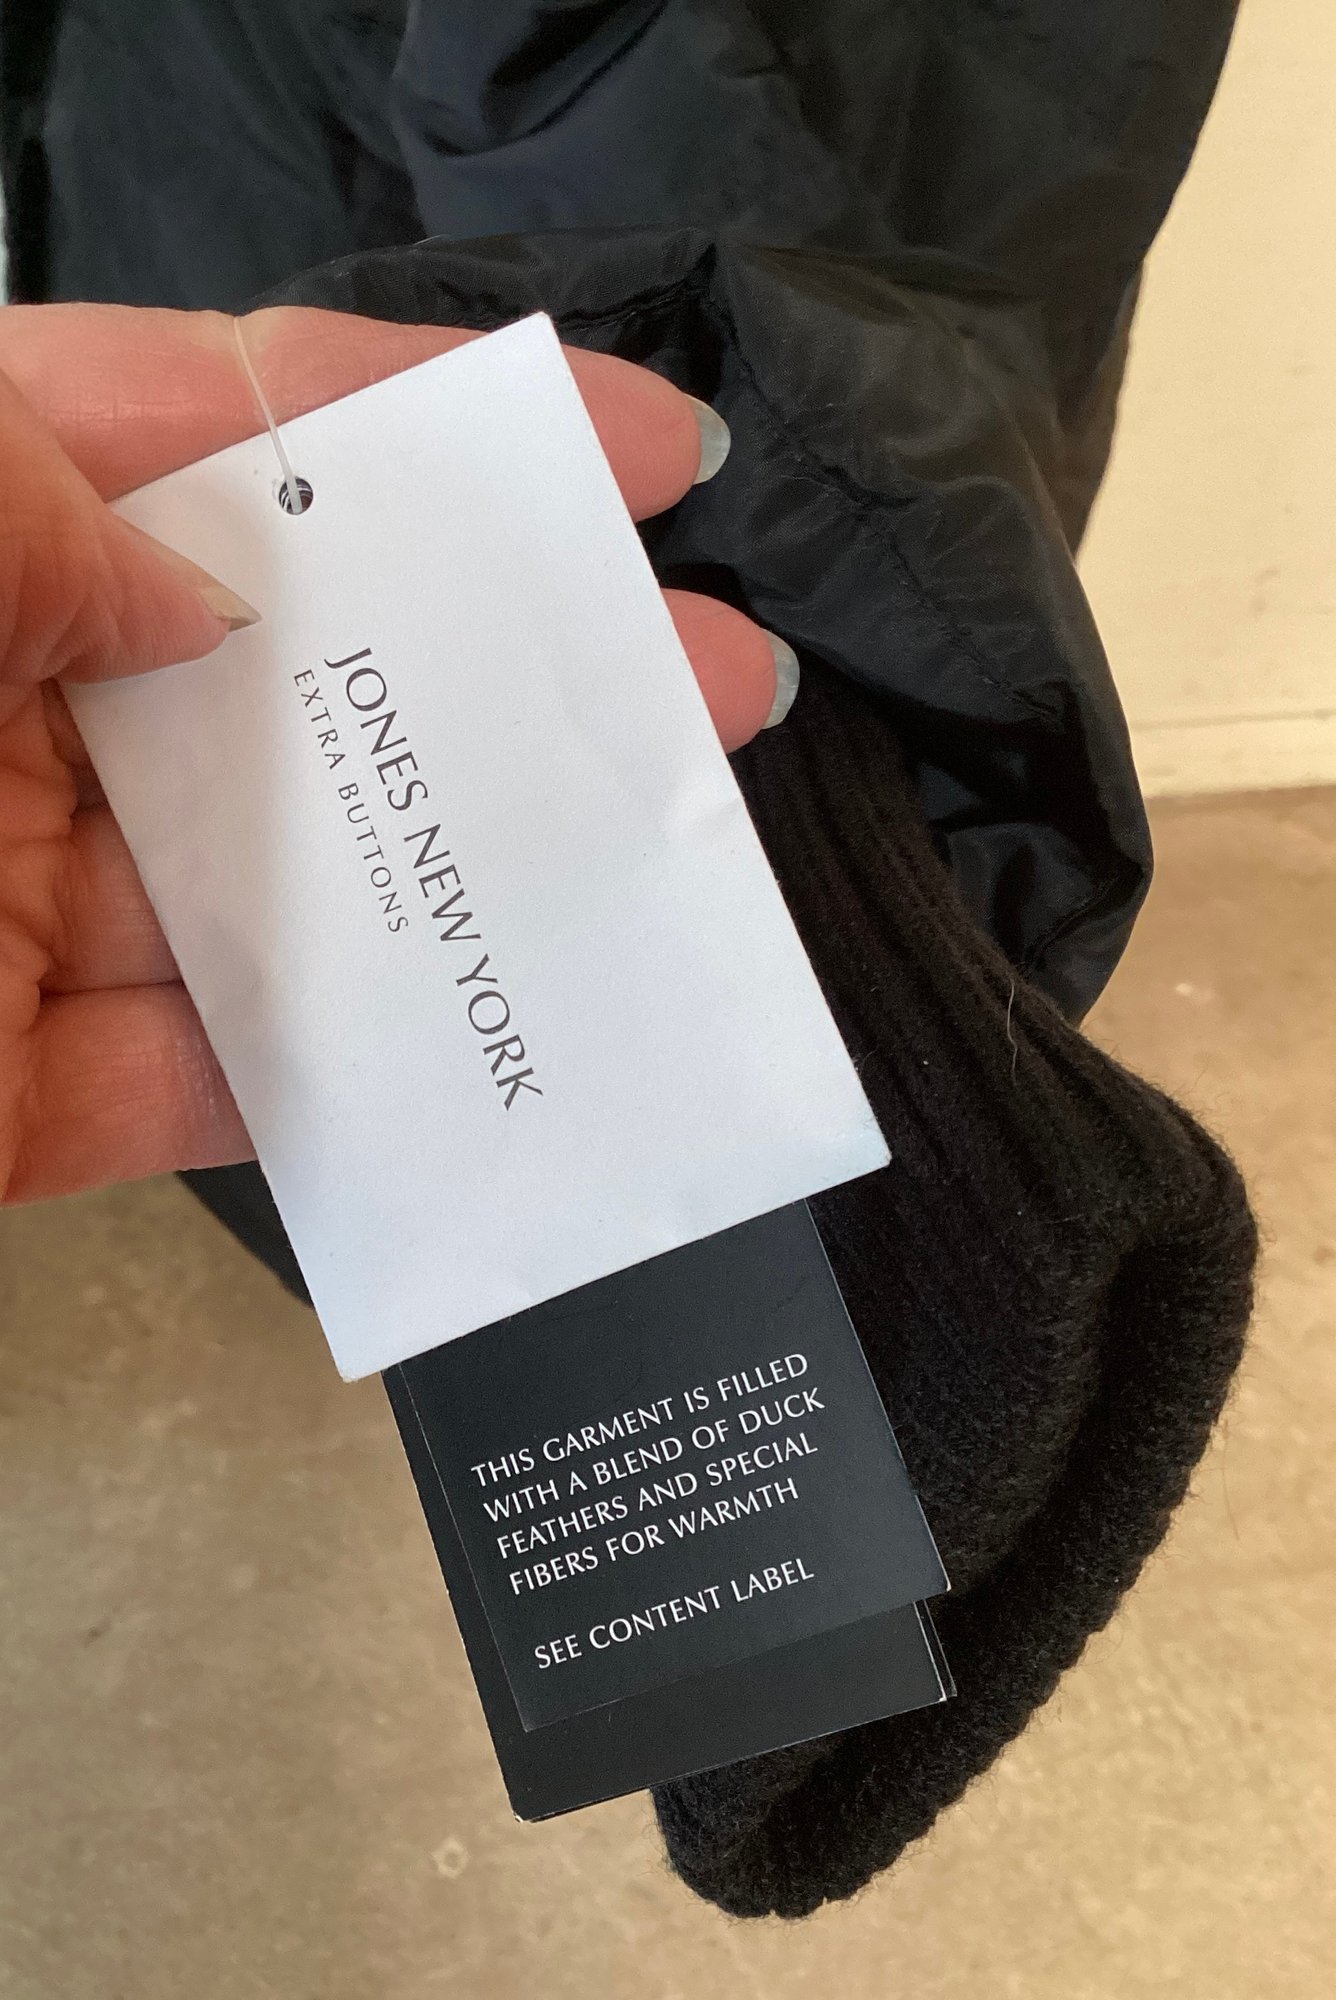 JONES NEW YORK
EXTRA BUTTONS
THIS GARMENT IS FILLED
WITH A BLEND OF DUCK
FEATHERS AND SPECIAL
FIBERS FOR WARMTH
SEE CONTENT LABEL